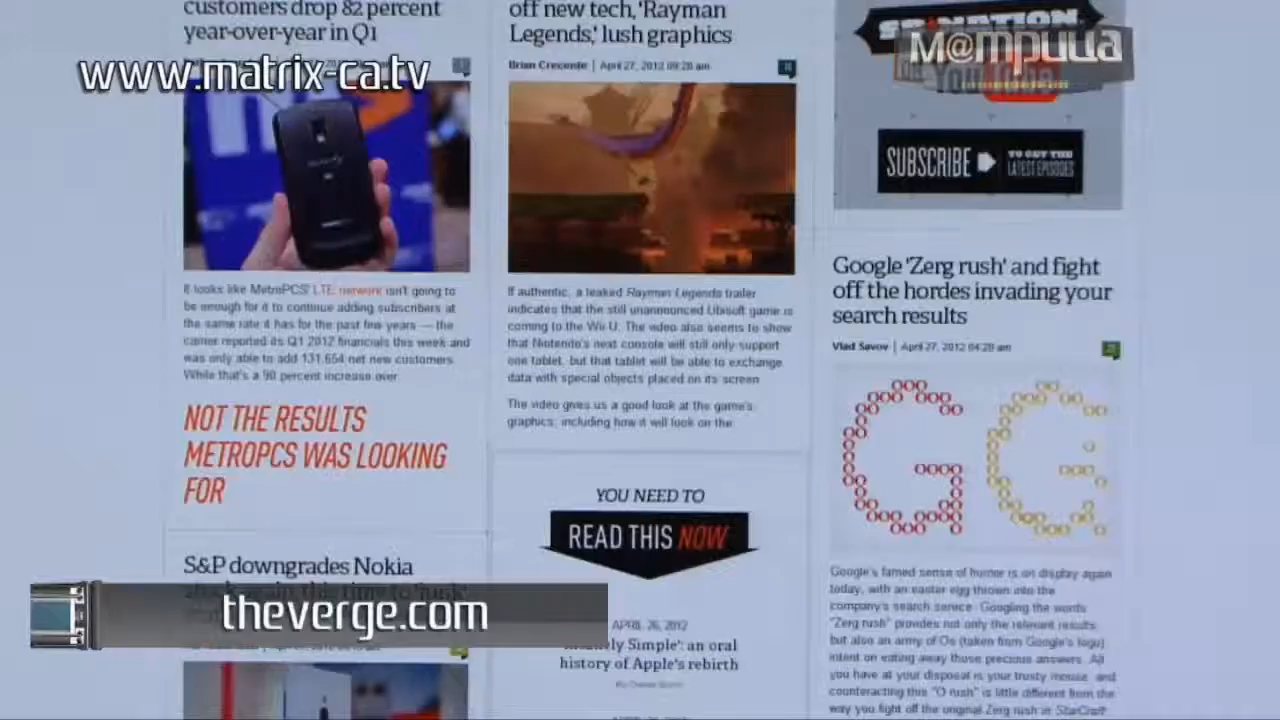 customers drop 82 percent
year-over-year in Q1
www.matrix-ca.tv
It looks like MetroPCS' LTE network isn't going to
be enough for it to continue adding subscribers at
the same rate it has for the past few years — the
carrier reported its Q1 2012 financials this week and
was only able to add 131,654 net new customers.
While that's a 90 percent increase over
NOT THE RESULTS
METROPCS WAS LOOKING
FOR
S&P downgrades Nokia
theverge.com
off new tech, 'Rayman
Legends,' lush graphics
Brian Crecente | April 27, 2012 09:28 am
If authentic, a leaked Rayman Legends trailer
indicates that the still unannounced Ubisoft game is
coming to the Wii U. The video also seems to show
that Nintendo's next console will still only support
one tablet, but that tablet will be able to exchange
data with special objects placed on its screen
The video gives us a good look at the game's
graphics, including how it will look on the
YOU NEED TO
READ THIS NOW
APRIL 26, 2012
Simple': an oral
history of Apple's rebirth
SB NATION
М@трица
YouTube
SUBSCRIBE
TO GET THE
LATEST EPISODES
Google 'Zerg rush' and fight
off the hordes invading your
search results
Vlad Savov | April 27, 2012 04:28 am
Google's famed sense of humor is on display again
today, with an easter egg thrown into the
company's search service. Googling the words
"Zerg rush" provides not only the relevant results
but also an army of Os (taken from Google's logo)
intent on eating away those precious answers. All
you have at your disposal is your trusty mouse, and
counteracting this "O rush" is little different from the
way you fight off the original Zerg rush in StarCraft: